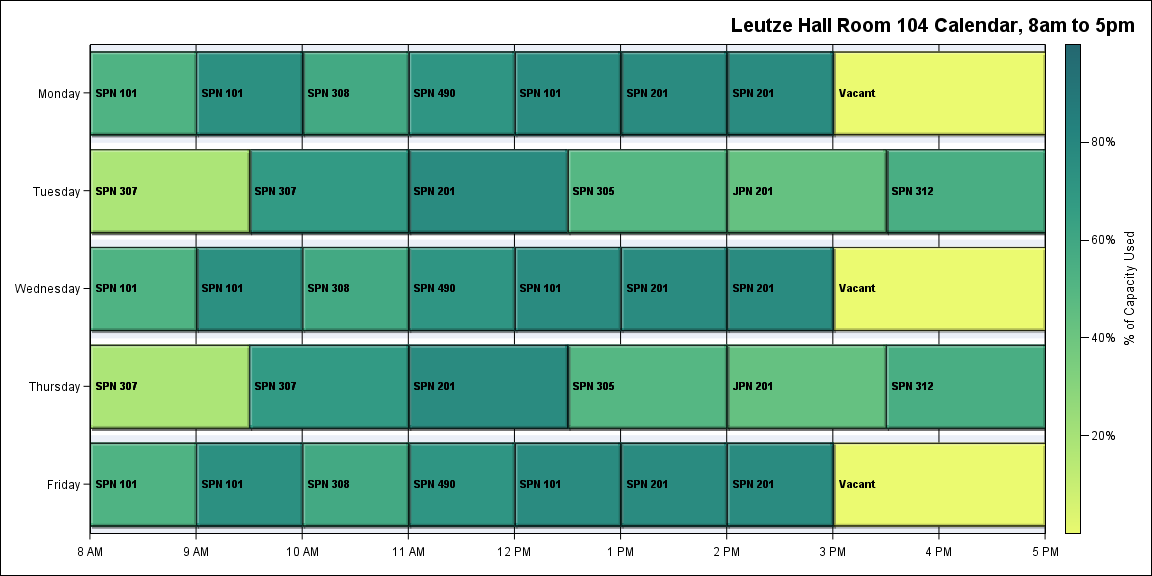 Leutze Hall Room 104 Calendar, 8am to 5pm
Monday
SPN 101
SPN 101
SPN 308
SPN 490
SPN 101
SPN 201
SPN 201
Vacant
Tuesday
SPN 307
SPN 307
SPN 201
SPN 305
JPN 201
SPN 312
Wednesday
SPN 101
SPN 101
SPN 308
SPN 490
SPN 101
SPN 201
SPN 201
Vacant
Thursday
SPN 307
SPN 307
SPN 201
SPN 305
JPN 201
SPN 312
Friday
SPN 101
SPN 101
SPN 308
SPN 490
SPN 101
SPN 201
SPN 201
Vacant
8 AM
9 AM
10 AM
11 AM
12 PM
1 PM
2 PM
3 PM
4 PM
5 PM
80%
60%
40%
20%
% of Capacity Used